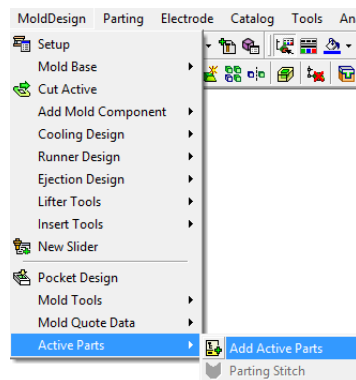 MoldDesign Parting Electrode Catalog Tools An
Setup
Mold Base
Cut Active
Add Mold Component
Cooling Design
Runner Design
Ejection Design
Lifter Tools
Insert Tools
New Slider
Pocket Design
Mold Tools
Mold Quote Data
Active Parts
Add Active Parts
Parting Stitch